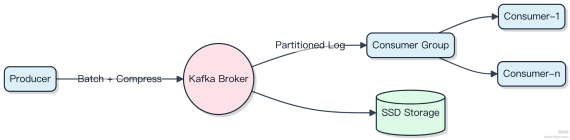 Producer
Batch + Compress
Kafka Broker
Partitioned Log
Consumer Group
Consumer-1
Consumer-n
SSD Storage